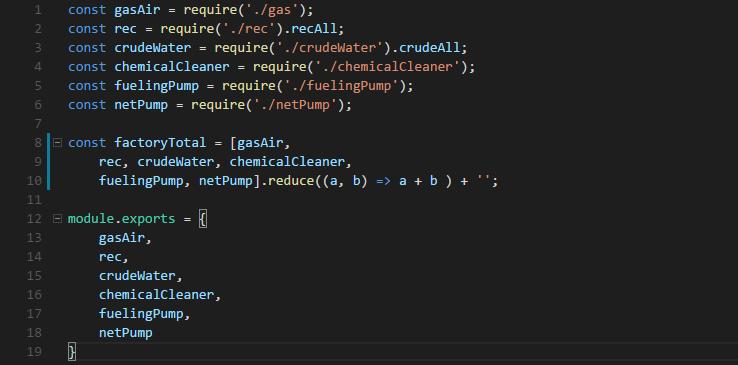 1 const gasAir = require('./gas');
2 const rec = require('./rec').recAll;
3 const crudeWater = require('./crudeWater').crudeAll;
4 const chemicalCleaner = require('./chemicalCleaner');
5 const fuelingPump = require('./fuelingPump');
6 const netPump = require('./netPump');
7
8 const factoryTotal = [gasAir,
9     rec, crudeWater, chemicalCleaner,
10     fuelingPump, netPump].reduce((a, b) => a + b ) + '';
11
12 module.exports = {
13     gasAir,
14     rec,
15     crudeWater,
16     chemicalCleaner,
17     fuelingPump,
18     netPump
19 }